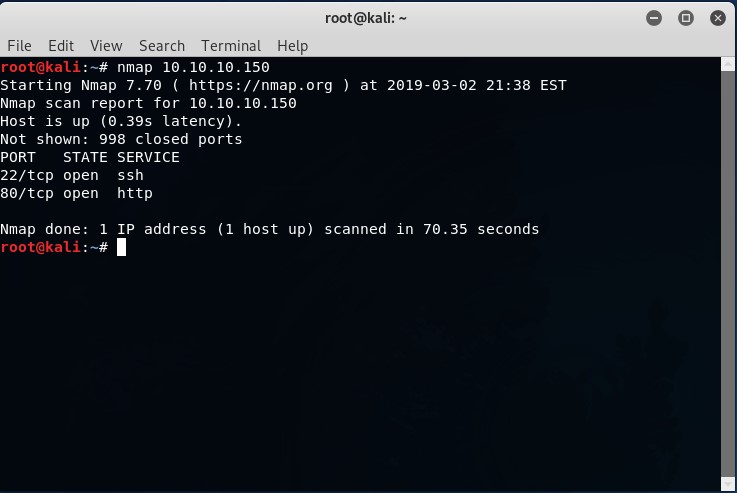 root@kali: ~
File Edit View Search Terminal Help
root@kali:~# nmap 10.10.10.150
Starting Nmap 7.70 ( https://nmap.org ) at 2019-03-02 21:38 EST
Nmap scan report for 10.10.10.150
Host is up (0.39s latency).
Not shown: 998 closed ports
PORT   STATE SERVICE
22/tcp open  ssh
80/tcp open  http
Nmap done: 1 IP address (1 host up) scanned in 70.35 seconds
root@kali:~#